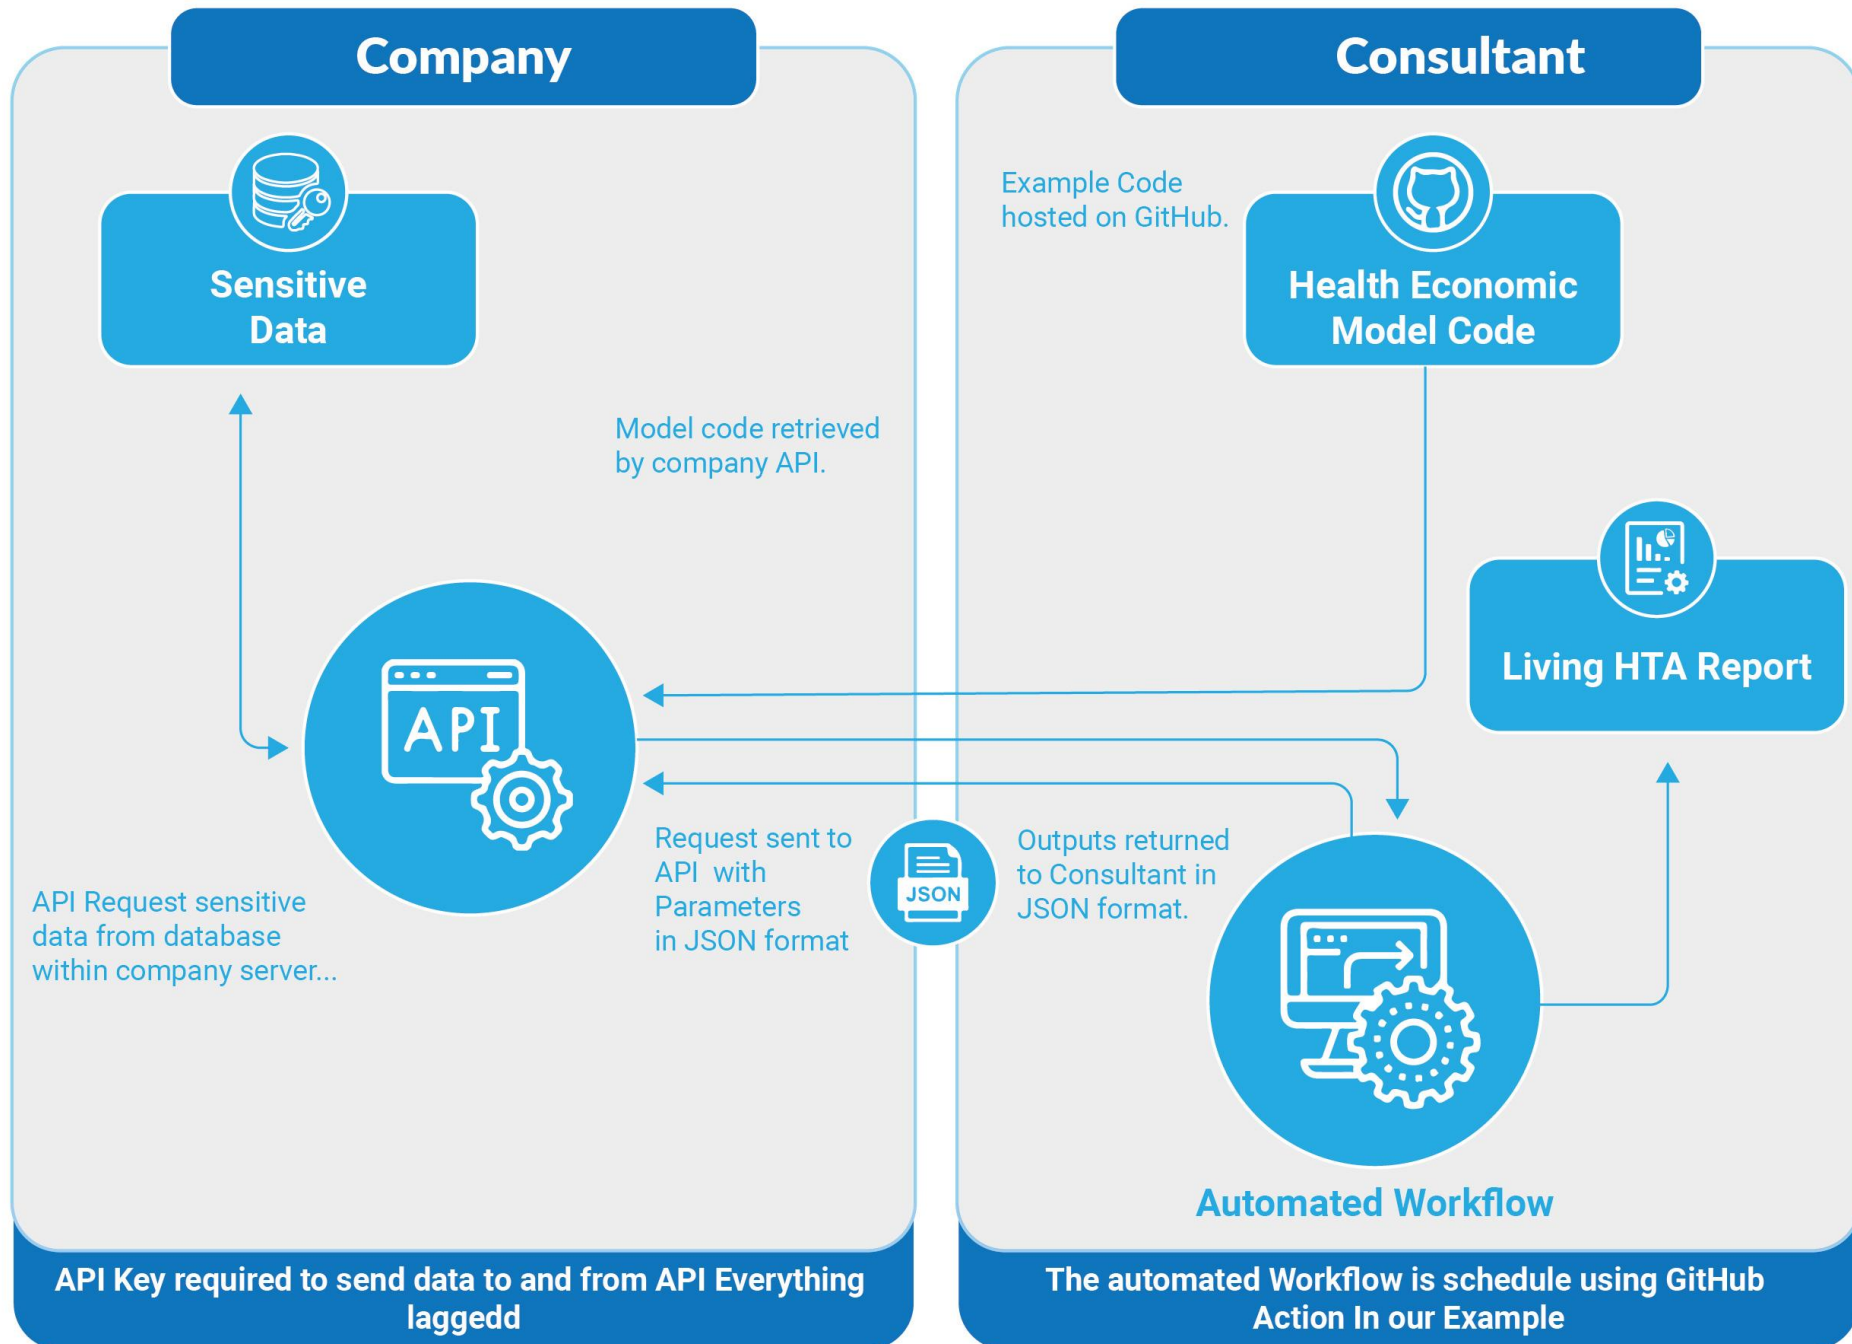 Company
Sensitive
Data
Model code retrieved
by company API.
API
API Request sensitive
data from database
within company server...
Request sent to
API with
Parameters
in JSON format
JSON
API Key required to send data to and from API Everything
laggedd
Consultant
Example Code
hosted on GitHub.
Health Economic
Model Code
Living HTA Report
Outputs returned
to Consultant in
JSON format.
Automated Workflow
The automated Workflow is schedule using GitHub
Action In our Example